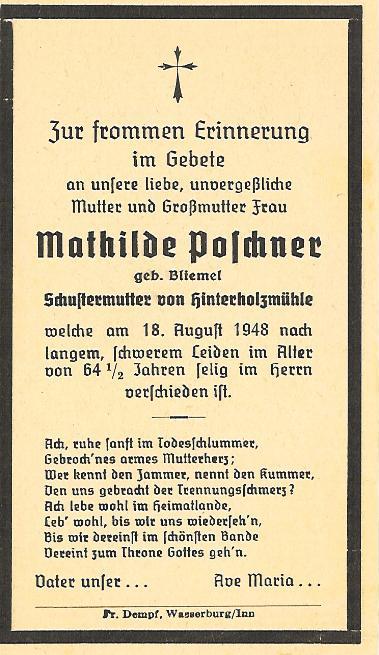 Zur frommen Erinnerung
im Gebete
an unsere liebe, unvergeßliche
Mutter und Großmutter Frau
Mathilde Poschner
geb. Bliemel
Schustermutter von Hinterholzmühle
welche am 18. August 1948 nach
langem, schwerem Leiden im Alter
von 64 1/2 Jahren selig im Herrn
verschieden ist.
Ach, ruhe sanft im Todesschlummer,
Gebroch'nes armes Mutterherz;
Wer kennt den Jammer, nennt den Kummer,
Den uns gebracht der Trennungsschmerz?
Ach lebe wohl im Heimatlande,
Leb' wohl, bis wir uns wiederseh'n,
Bis wir dereinst im schönsten Bande
Vereint zum Throne Gottes geh'n.
Vater unser . . . Ave Maria . . .
Fr. Dempf, Wasserburg/Inn